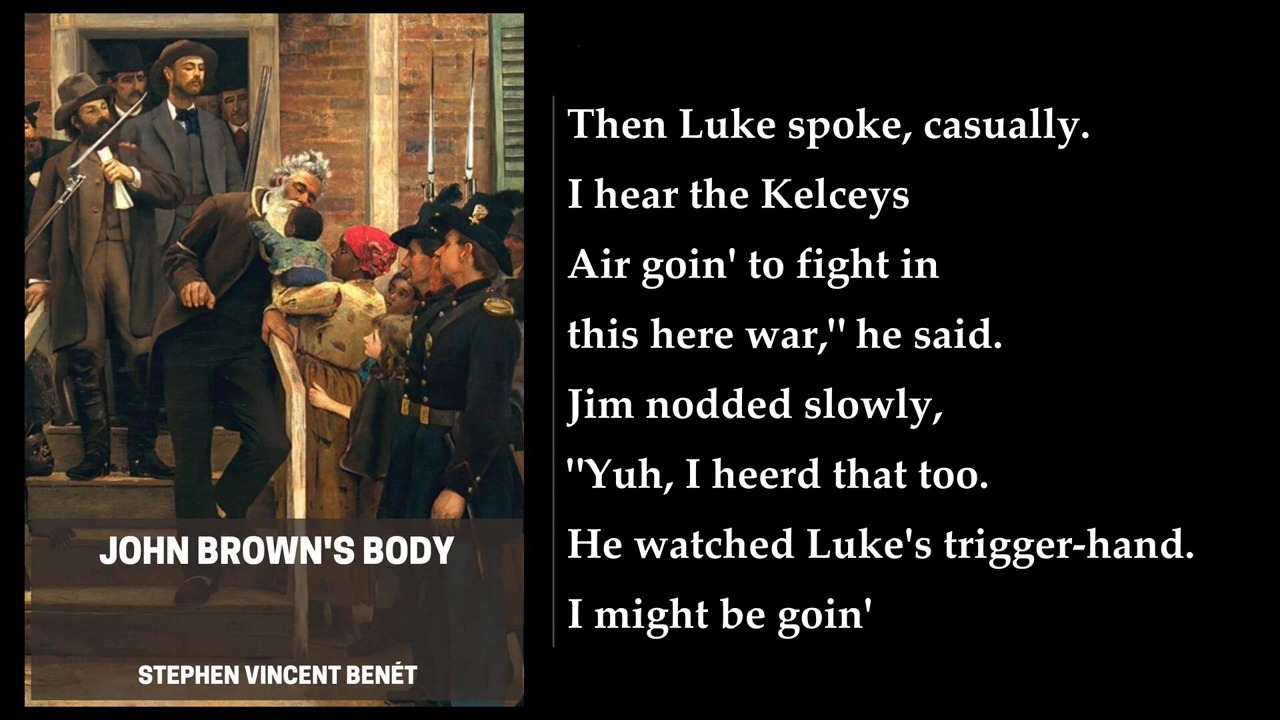 JOHN BROWN'S BODY
STEPHEN VINCENT BENÉT
Then Luke spoke, casually.
I hear the Kelceys
Air goin' to fight in
this here war," he said.
Jim nodded slowly,
"Yuh, I heerd that too.
He watched Luke's trigger-hand.
I might be goin'